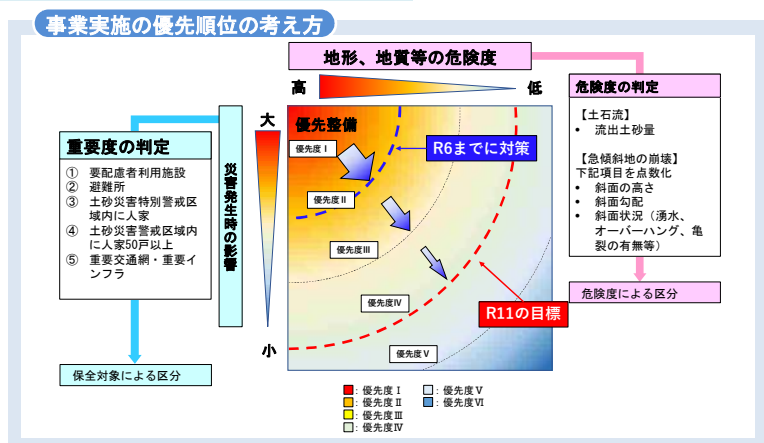 事業実施の優先順位の考え方
地形、地質等の危険度
高
低
危険度の判定
【土石流】
• 流出土砂量
【急傾斜地の崩壊】
下記項目を点数化
• 斜面の高さ
• 斜面勾配
• 斜面状況（湧水、
オーバーハング、亀
裂の有無等）
危険度による区分
重要度の判定
① 要配慮者利用施設
② 避難所
③ 土砂災害特別警戒区
域内に人家
④ 土砂災害警戒区域内
に人家50戸以上
⑤ 重要交通網・重要イ
ンフラ
保全対象による区分
災害発生時の影響
大
小
優先整備
優先度Ⅰ
R6までに対策
優先度Ⅱ
優先度Ⅲ
優先度Ⅳ
R11の目標
優先度Ⅴ
：優先度Ⅰ
：優先度Ⅱ
：優先度Ⅲ
：優先度Ⅳ
：優先度Ⅴ
：優先度Ⅵ